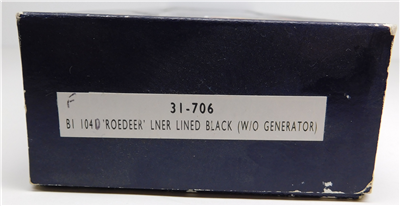 F
31-706
B1 1040 'ROEDEER' LNER LINED BLACK (W/O GENERATOR)